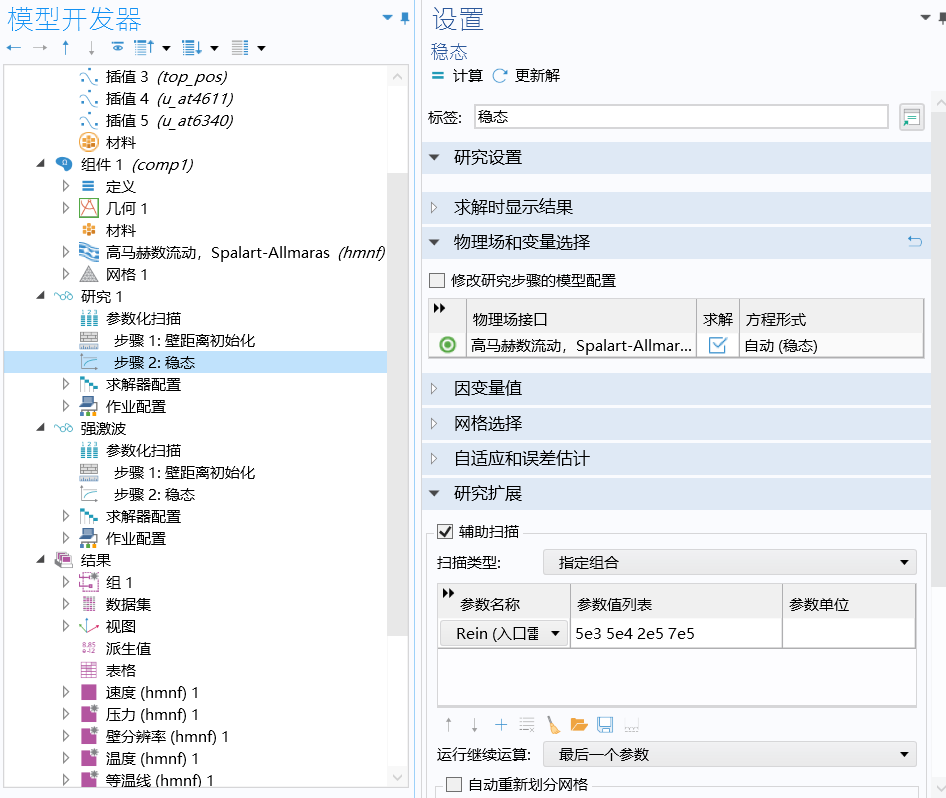 模型开发器
插值 3 (top_pos)
插值 4 (u_at4611)
插值 5 (u_at6340)
材料
组件 1 (comp1)
定义
几何 1
材料
高马赫数流动，Spalart-Allmaras (hmnf)
网格 1
研究 1
参数化扫描
步骤 1: 壁距离初始化
步骤 2: 稳态
求解器配置
作业配置
强激波
参数化扫描
步骤 1: 壁距离初始化
步骤 2: 稳态
求解器配置
作业配置
结果
组 1
数据集
视图
派生值
表格
速度 (hmnf) 1
压力 (hmnf) 1
壁分辨率 (hmnf) 1
温度 (hmnf) 1
等温线 (hmnf) 1
设置
稳态
计算 更新解
标签: 稳态
研究设置
求解时显示结果
物理场和变量选择
修改研究步骤的模型配置
物理场接口 求解 方程形式
高马赫数流动，Spalart-Allmar... 自动 (稳态)
因变量值
网格选择
自适应和误差估计
研究扩展
辅助扫描
扫描类型: 指定组合
参数名称 参数值列表 参数单位
Rein (入口雷 5e3 5e4 2e5 7e5
运行继续运算: 最后一个参数
自动重新划分网格